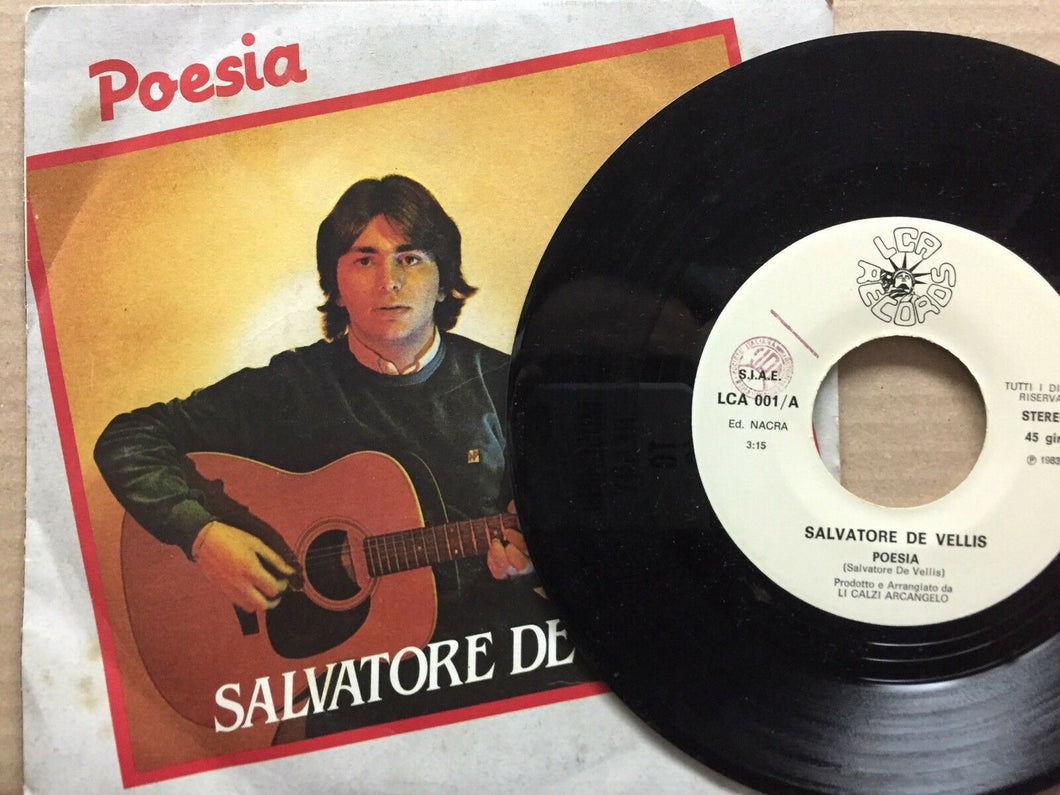 Poesia
SALVATORE DE
LCA RECORDS
S.I.A.E.
LCA 001/A
Ed. NACRA
3:15
TUTTI I DI
RISERVA
STERE
45 gir
℗ 1983
SALVATORE DE VELLIS
POESIA
(Salvatore De Vellis)
Prodotto e Arrangiato da
LI CALZI ARCANGELO